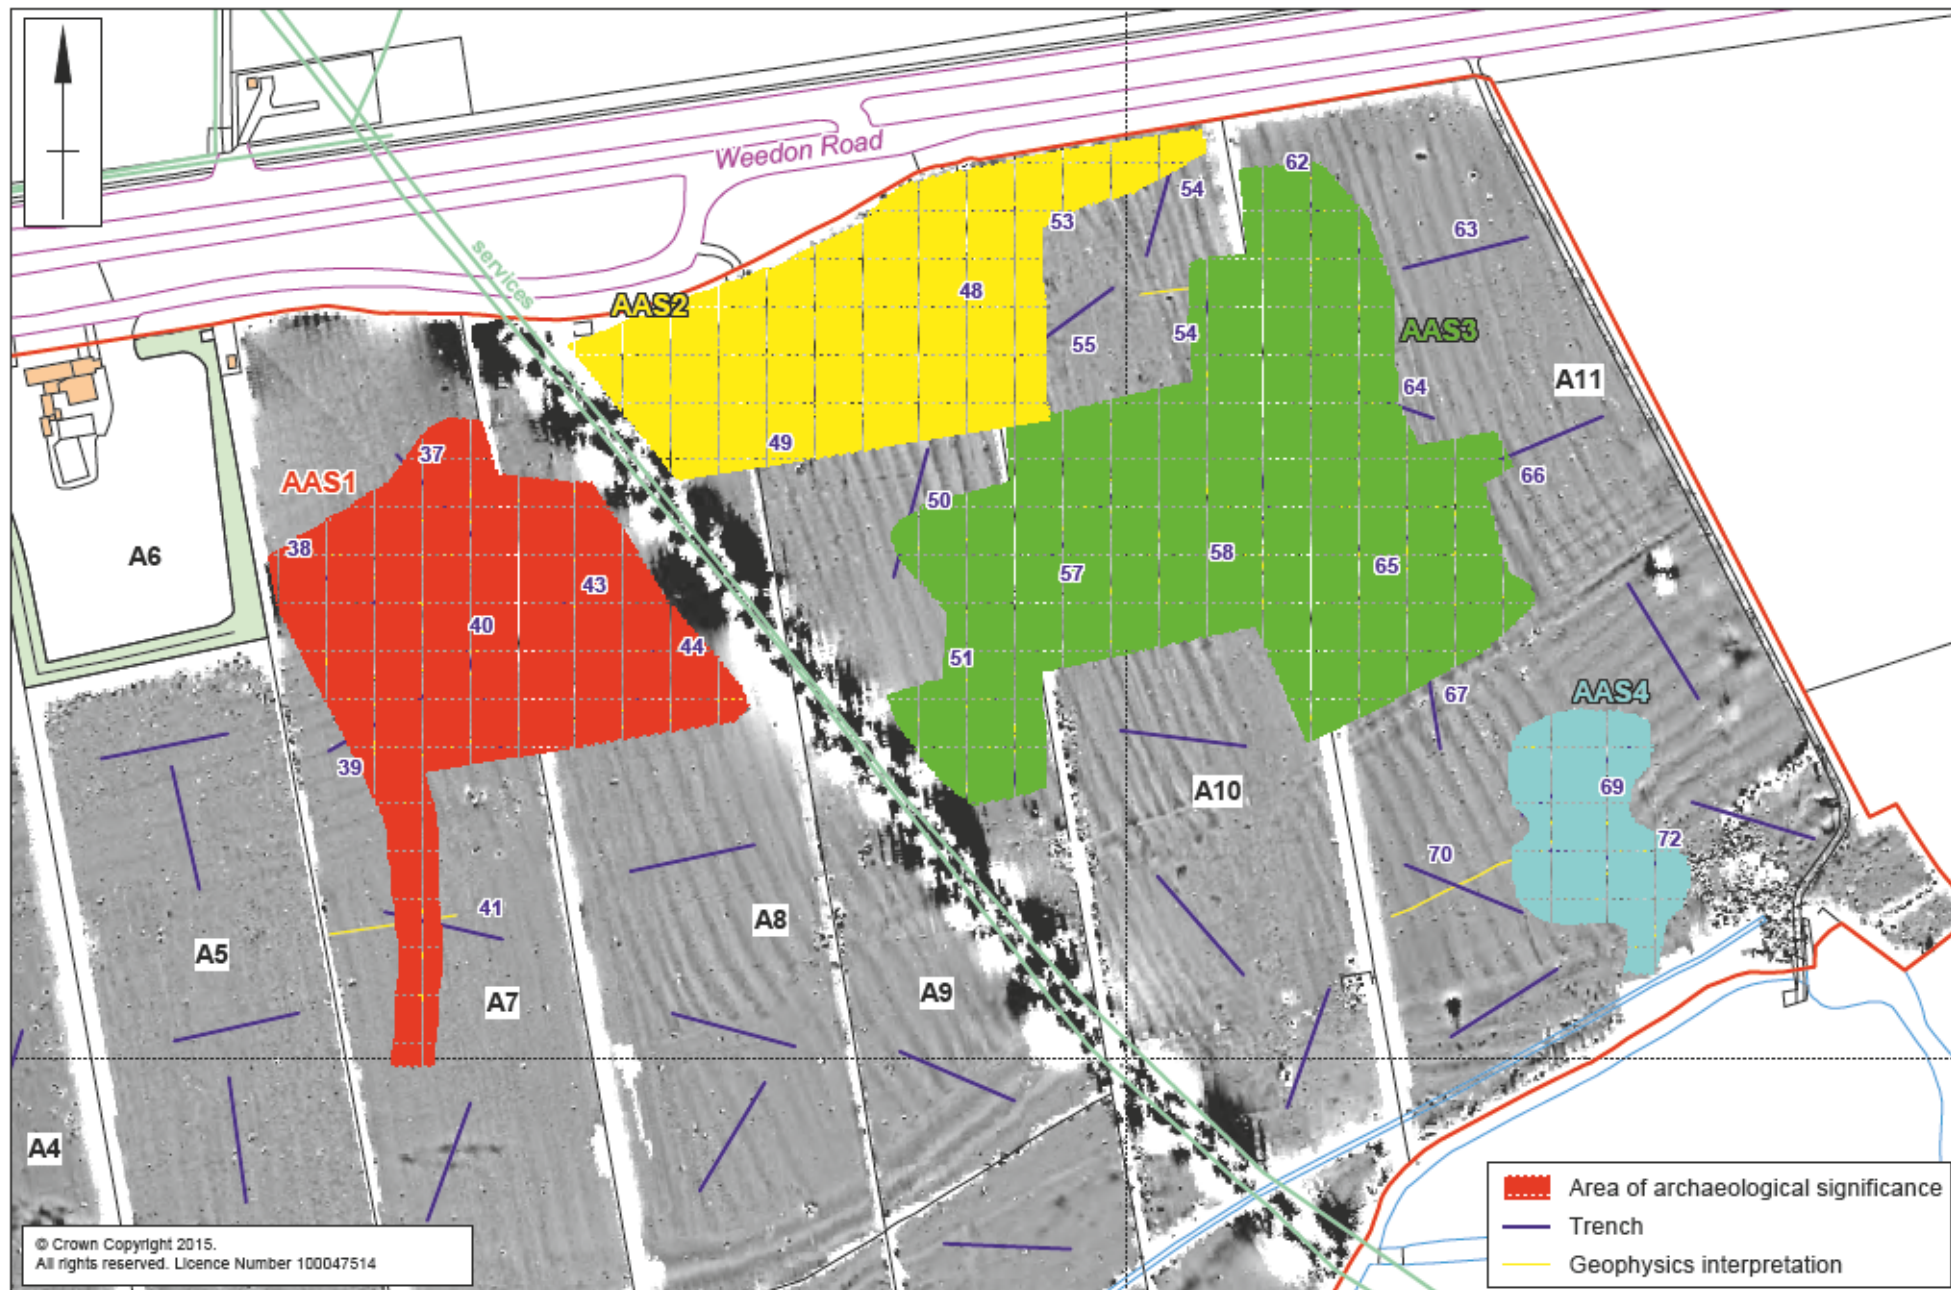 Weedon Road
services
62
54
53
63
48
AAS2
54
55
AAS3
A11
64
49
37
AAS1
50
66
38
A6
57
58
65
43
40
44
51
67
AAS4
39
69
A10
72
70
41
A8
A5
A9
A7
A4
Area of archaeological significance
Trench
Geophysics interpretation
© Crown Copyright 2015.
All rights reserved. Licence Number 100047514